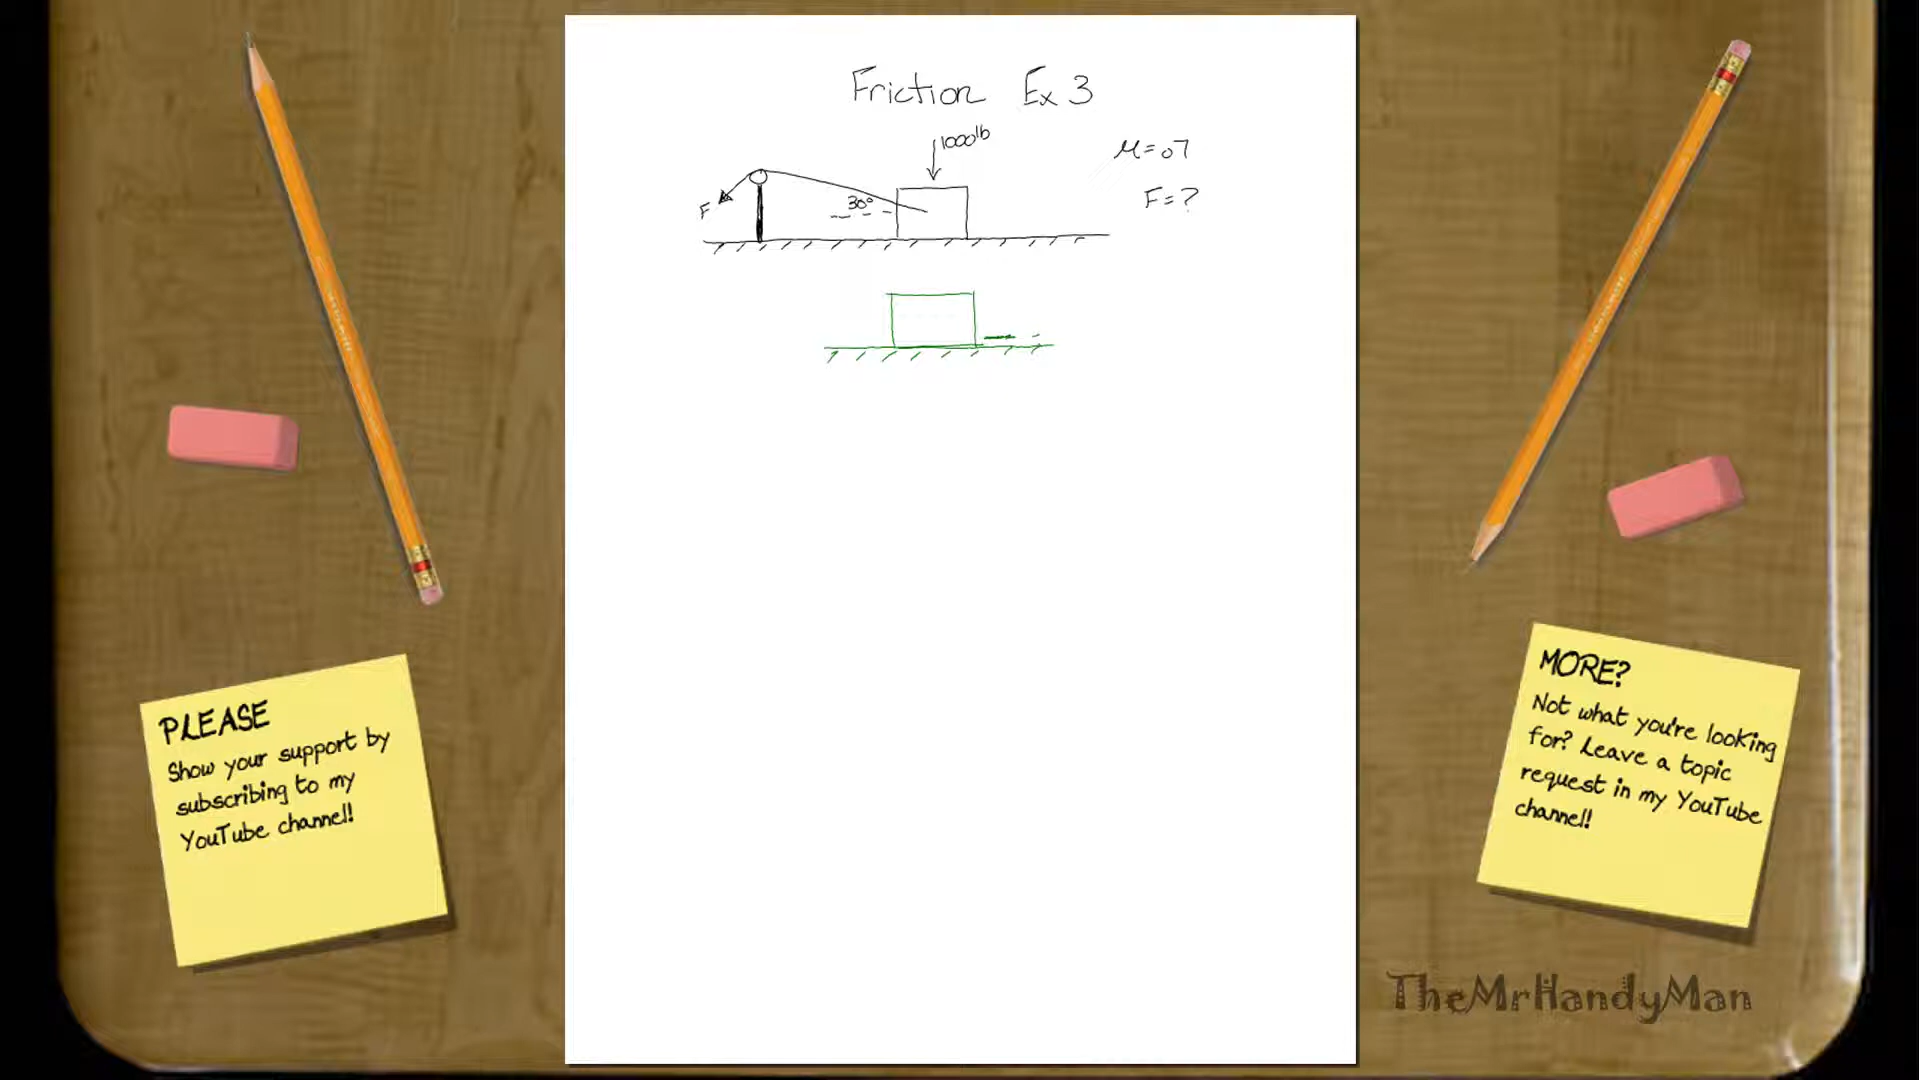 Friction Ex 3
1000lb
μ = 0.7
F = ?
F
30°
PLEASE
Show your support by
subscribing to my
YouTube channel!
MORE?
Not what you're looking
for? Leave a topic
request in my YouTube
channel!
TheMrHandyMan